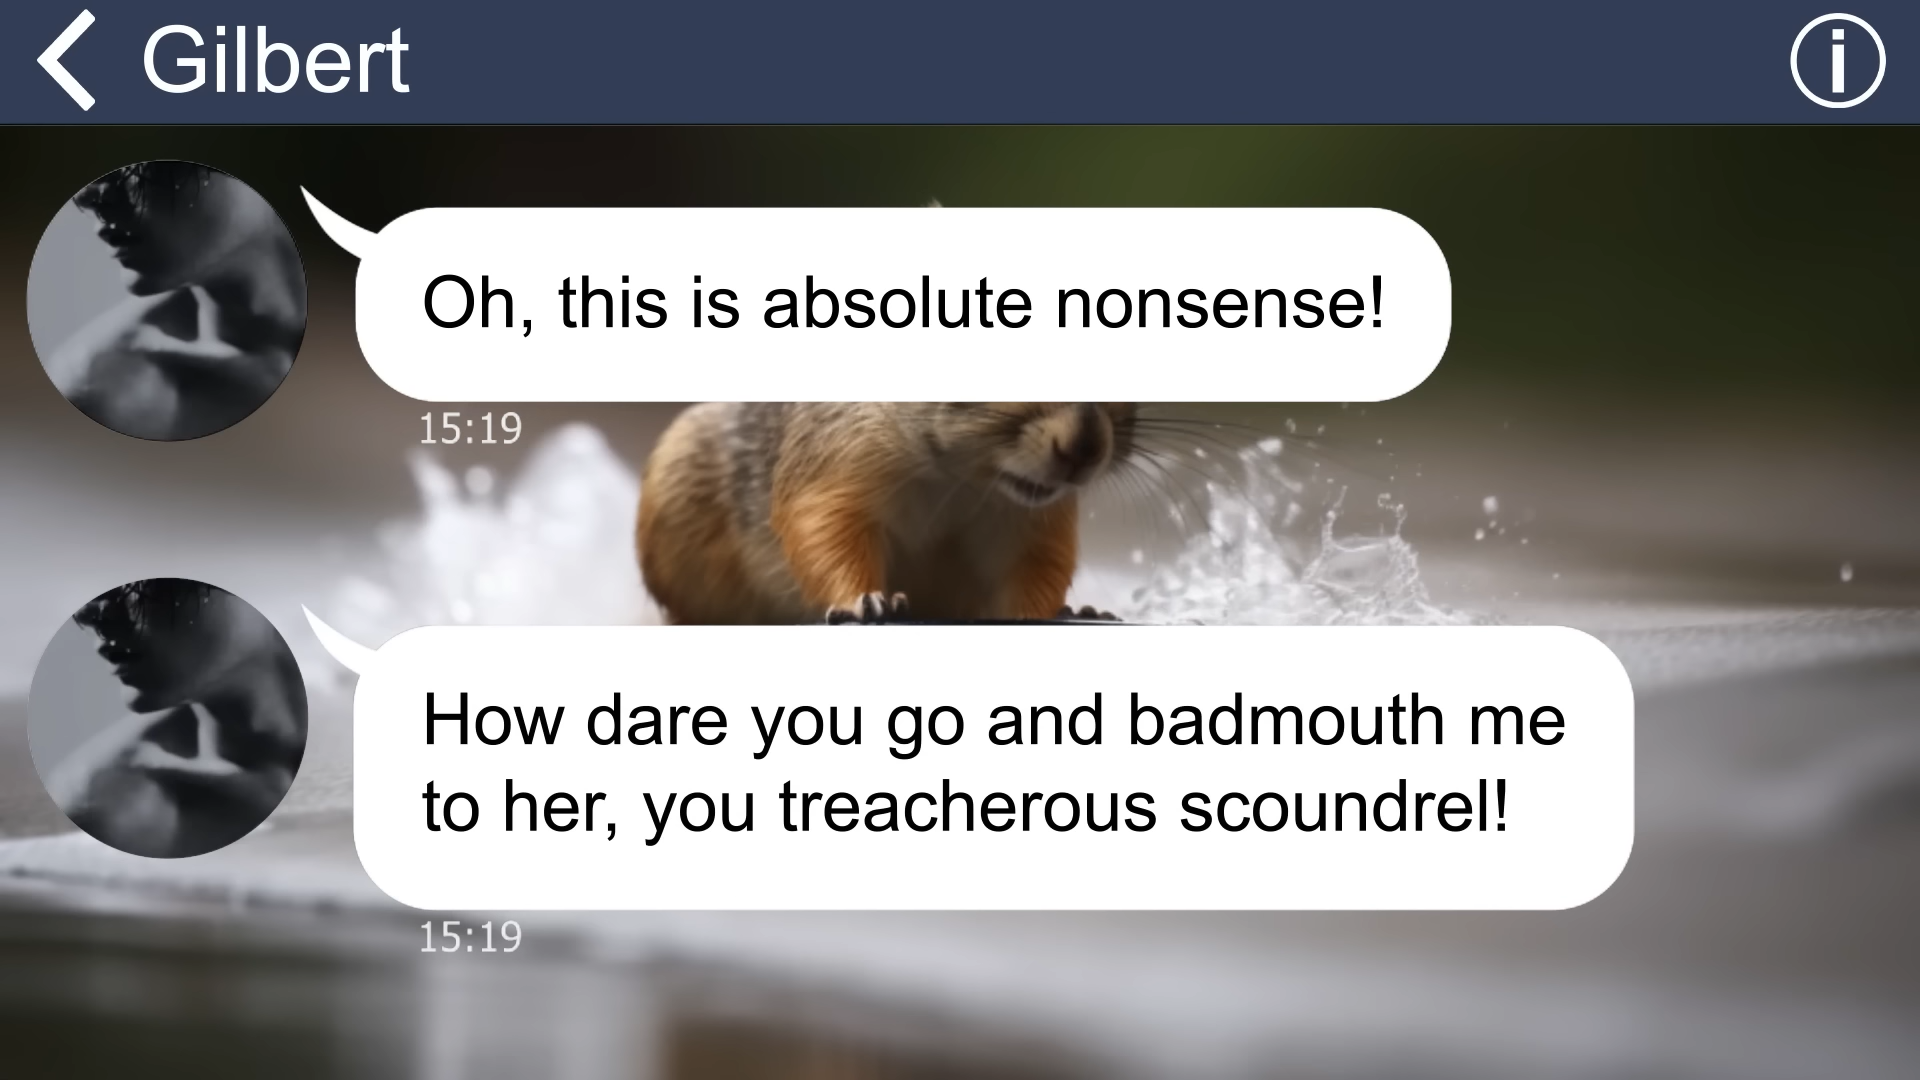 Gilbert
Oh, this is absolute nonsense!
15:19
How dare you go and badmouth me
to her, you treacherous scoundrel!
15:19